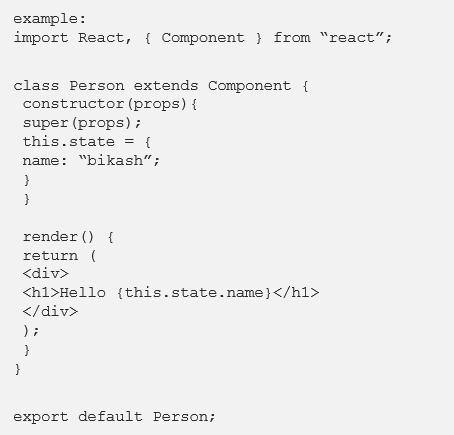 example:
import React, { Component } from “react”;
class Person extends Component {
constructor(props){
super(props);
this.state = {
name: “bikash”;
}
}
render() {
return (
<div>
<h1>Hello {this.state.name}</h1>
</div>
);
}
}
export default Person;